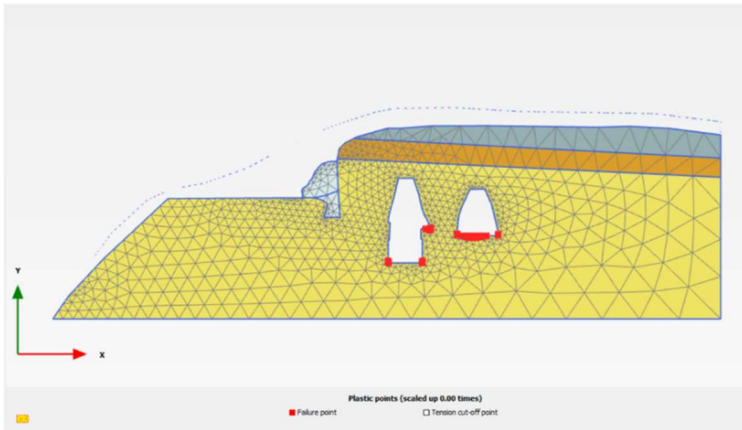 Y
X
Plastic points (scaled up 0.00 times)
Failure point
Tension cut-off point